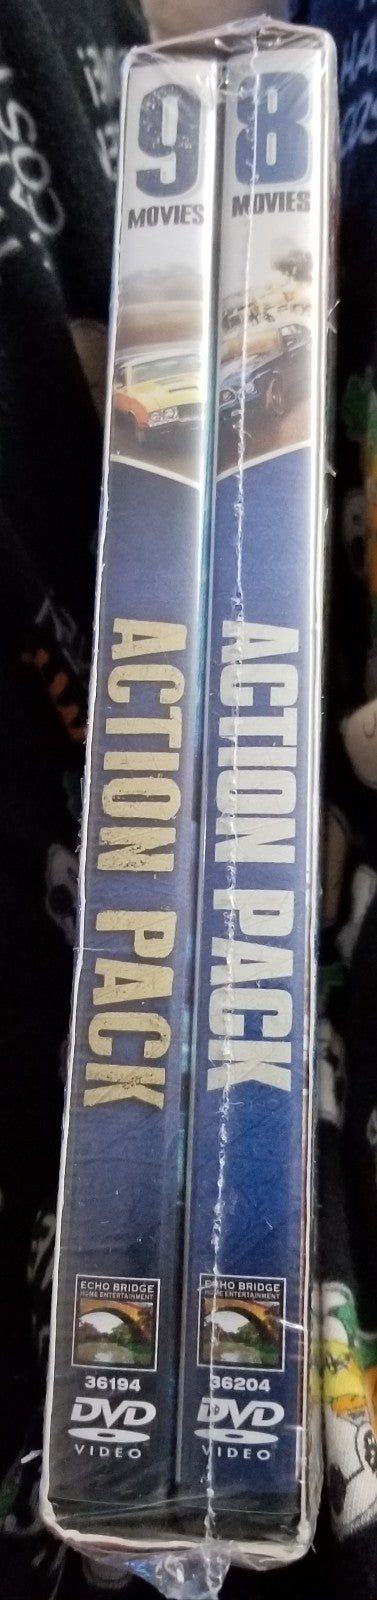 9
MOVIES
ACTION PACK
ECHO BRIDGE
HOME ENTERTAINMENT
36194
DVD
VIDEO
8
MOVIES
ACTION PACK
ECHO BRIDGE
HOME ENTERTAINMENT
36204
DVD
VIDEO